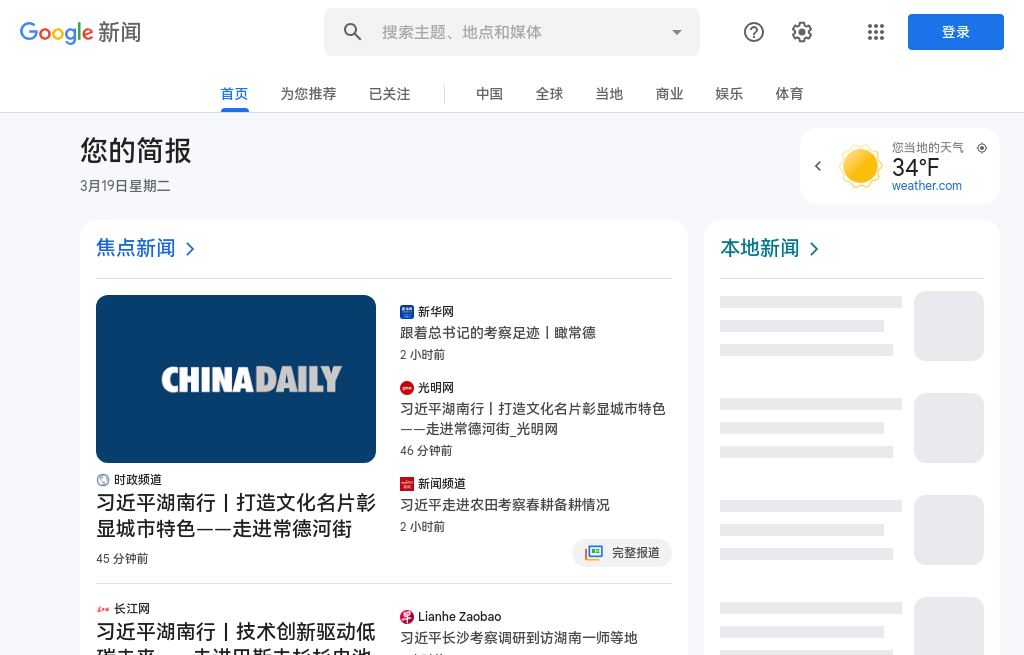 Google 新闻
搜索主题、地点和媒体
登录
首页
为您推荐
已关注
中国
全球
当地
商业
娱乐
体育
您的简报
3月19日星期二
您当地的天气
34°F
weather.com
焦点新闻
本地新闻
CHINADAILY
时政频道
习近平湖南行丨打造文化名片彰
显城市特色——走进常德河街
45 分钟前
新华网
跟着总书记的考察足迹丨瞰常德
2 小时前
光明网
习近平湖南行丨打造文化名片彰显城市特色
——走进常德河街_光明网
46 分钟前
新闻频道
习近平走进农田考察春耕备耕情况
2 小时前
完整报道
长江网
习近平湖南行丨技术创新驱动低
Lianhe Zaobao
习近平长沙考察调研到访湖南一师等地